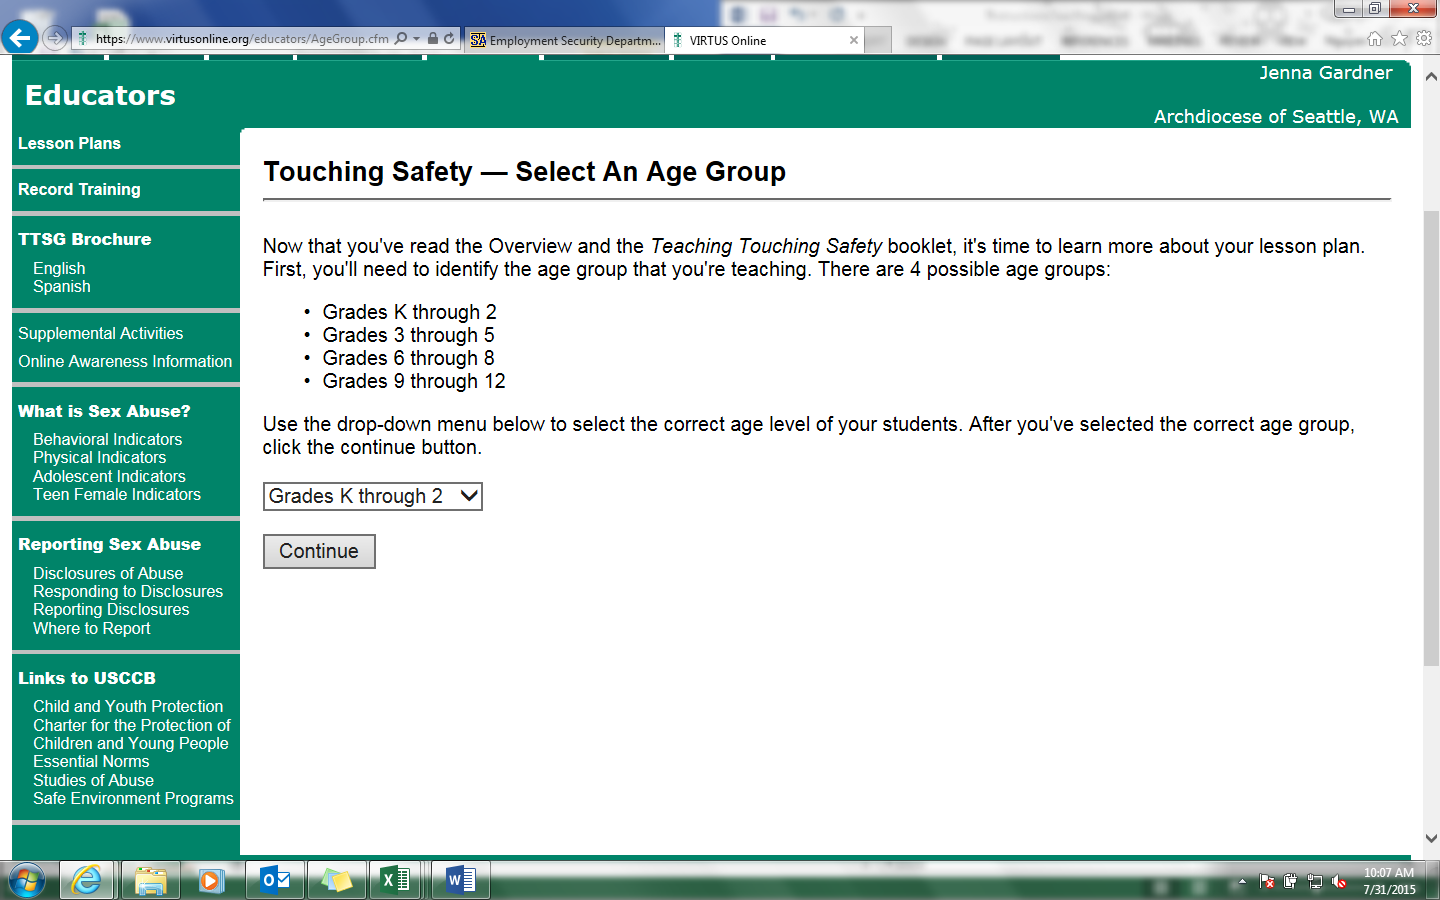 https://www.virtusonline.org/educators/AgeGroup.cfm
SA Employment Security Departm...
VIRTUS Online
Educators
Jenna Gardner
Archdiocese of Seattle, WA
Lesson Plans
Record Training
TTSG Brochure
English
Spanish
Supplemental Activities
Online Awareness Information
What is Sex Abuse?
Behavioral Indicators
Physical Indicators
Adolescent Indicators
Teen Female Indicators
Reporting Sex Abuse
Disclosures of Abuse
Responding to Disclosures
Reporting Disclosures
Where to Report
Links to USCCB
Child and Youth Protection
Charter for the Protection of
Children and Young People
Essential Norms
Studies of Abuse
Safe Environment Programs
Touching Safety — Select An Age Group
Now that you've read the Overview and the Teaching Touching Safety booklet, it's time to learn more about your lesson plan.
First, you'll need to identify the age group that you're teaching. There are 4 possible age groups:
• Grades K through 2
• Grades 3 through 5
• Grades 6 through 8
• Grades 9 through 12
Use the drop-down menu below to select the correct age level of your students. After you've selected the correct age group,
click the continue button.
Grades K through 2
Continue
10:07 AM
7/31/2015